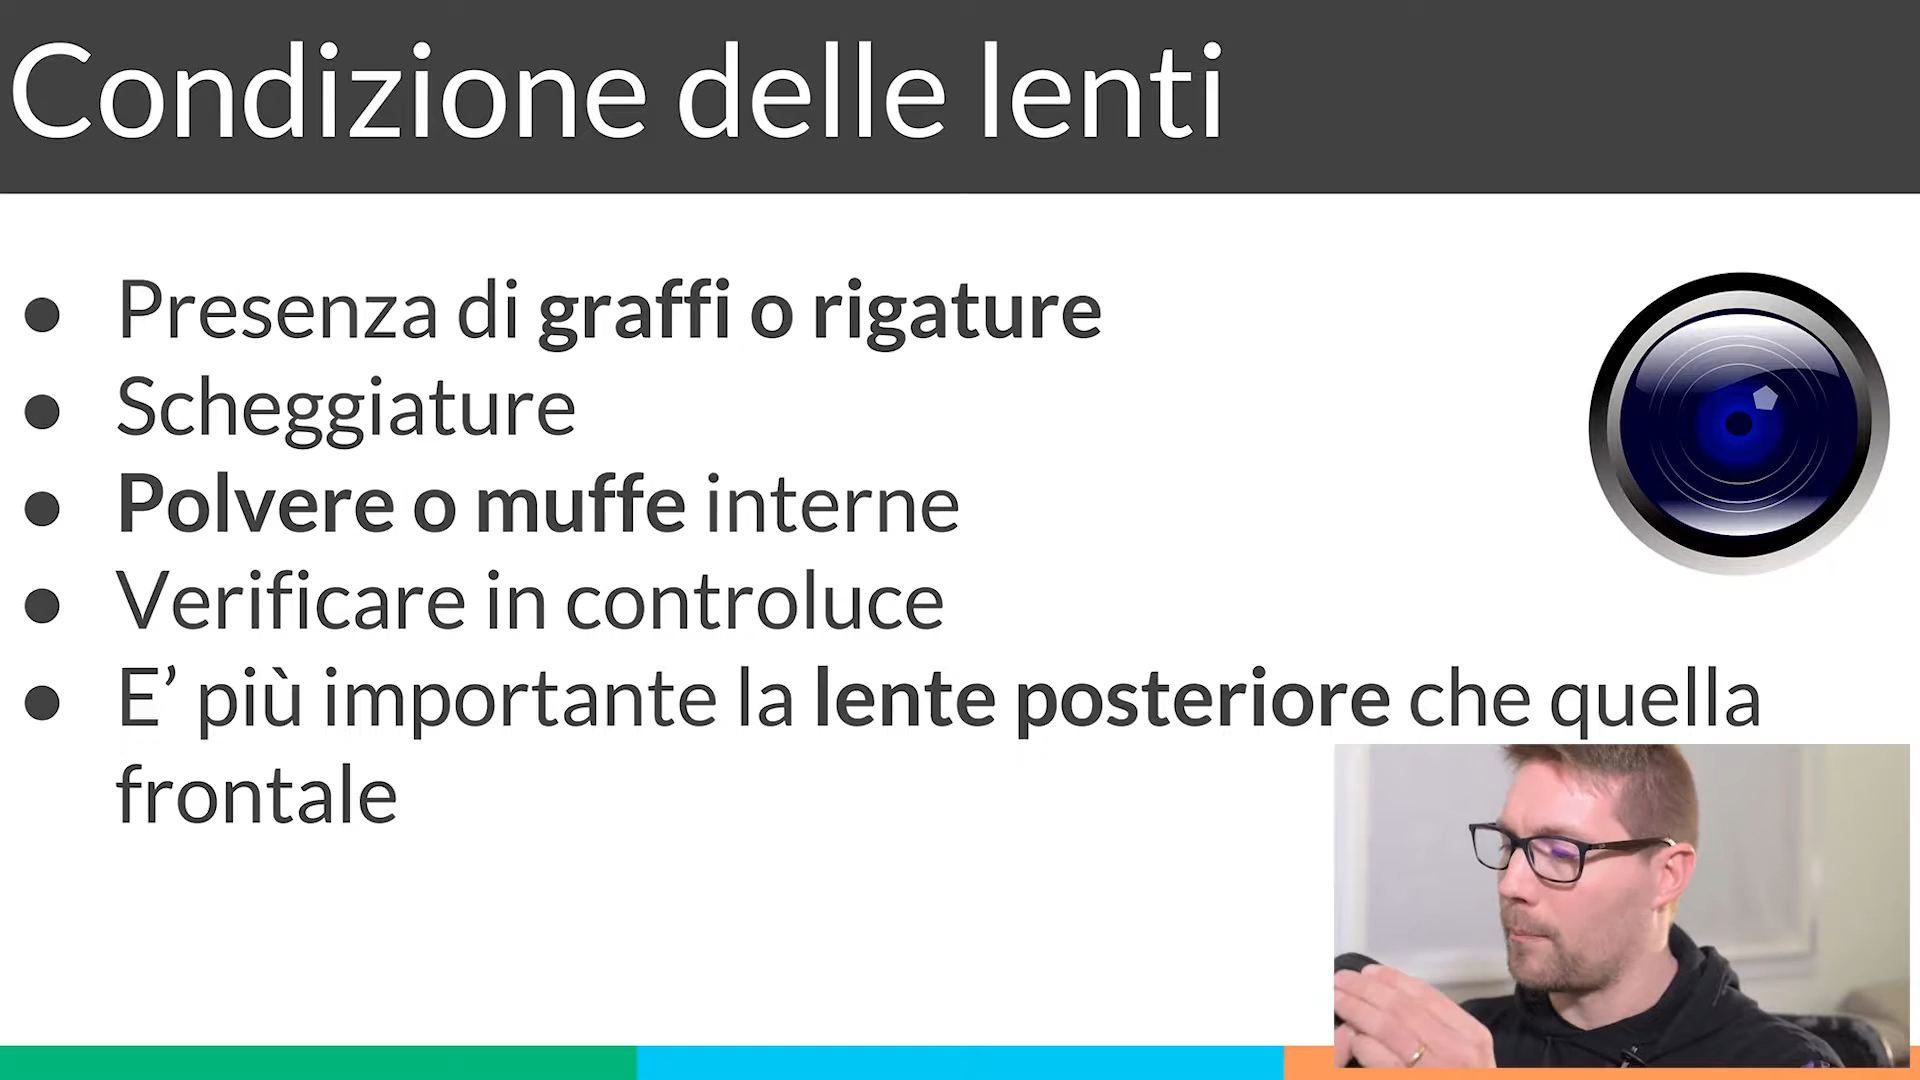 Condizione delle lenti
● Presenza di graffi o rigature
● Scheggiature
● Polvere o muffe interne
● Verificare in controluce
● E’ più importante la lente posteriore che quella
frontale